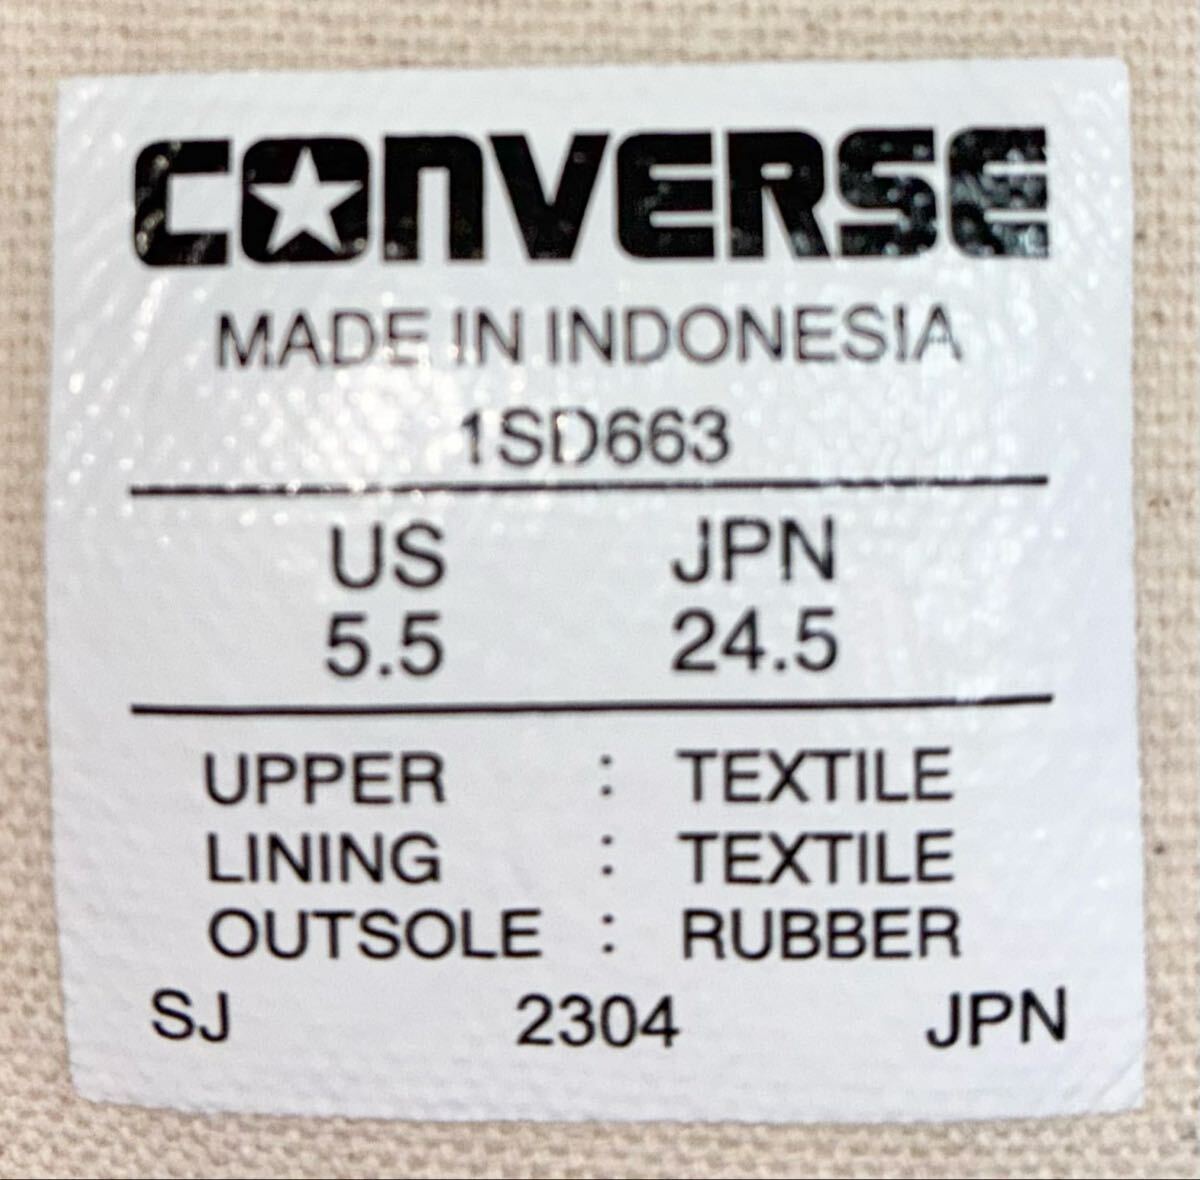 CONVERSE
MADE IN INDONESIA
1SD663
US JPN
5.5 24.5
UPPER : TEXTILE
LINING : TEXTILE
OUTSOLE : RUBBER
SJ 2304 JPN